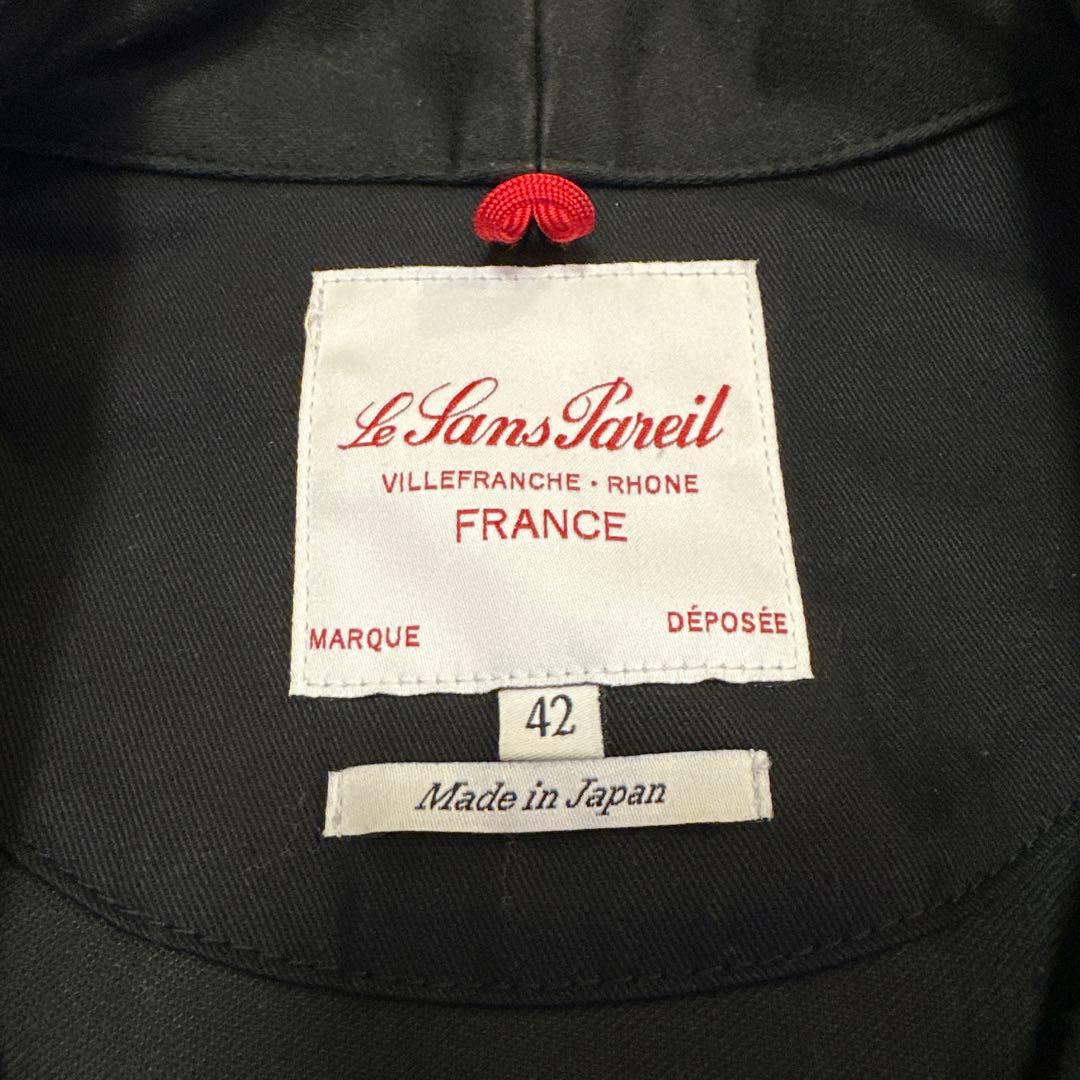 Le Sans Pareil
VILLEFRANCHE · RHONE
FRANCE
MARQUE DÉPOSÉE
42
Made in Japan